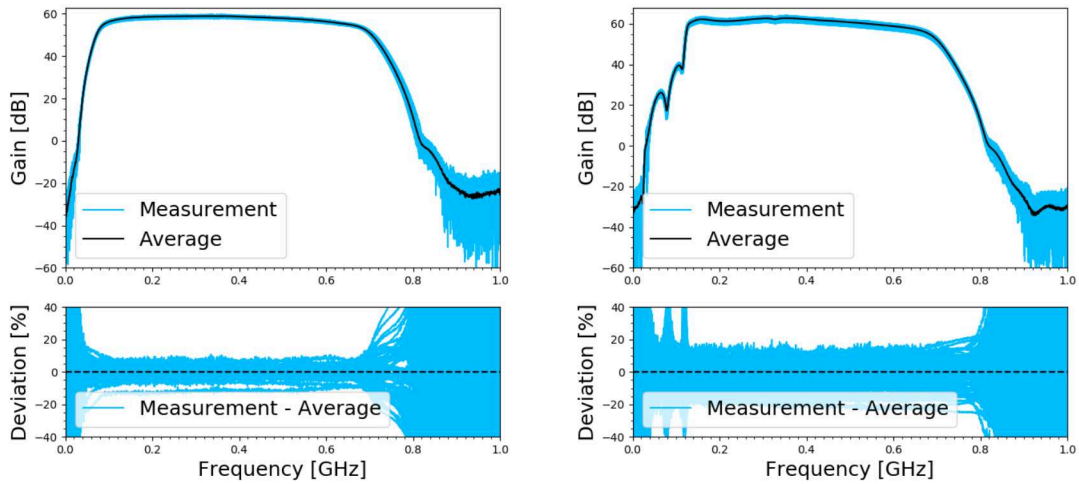 60
40
20
0
−20
−40
−60
Gain [dB]
Measurement
Average
0.0 0.2 0.4 0.6 0.8 1.0
40
20
0
−20
−40
Deviation [%]
Measurement - Average
0.0 0.2 0.4 0.6 0.8 1.0
Frequency [GHz]
60
40
20
0
−20
−40
−60
Gain [dB]
Measurement
Average
0.0 0.2 0.4 0.6 0.8 1.0
40
20
0
−20
−40
Deviation [%]
Measurement - Average
0.0 0.2 0.4 0.6 0.8 1.0
Frequency [GHz]